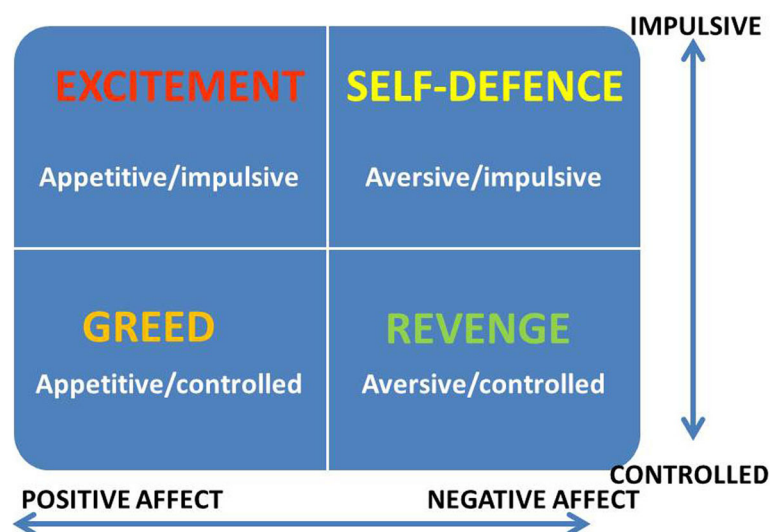 IMPULSIVE
EXCITEMENT
SELF-DEFENCE
Appetitive/impulsive
Aversive/impulsive
GREED
REVENGE
Appetitive/controlled
Aversive/controlled
CONTROLLED
POSITIVE AFFECT
NEGATIVE AFFECT